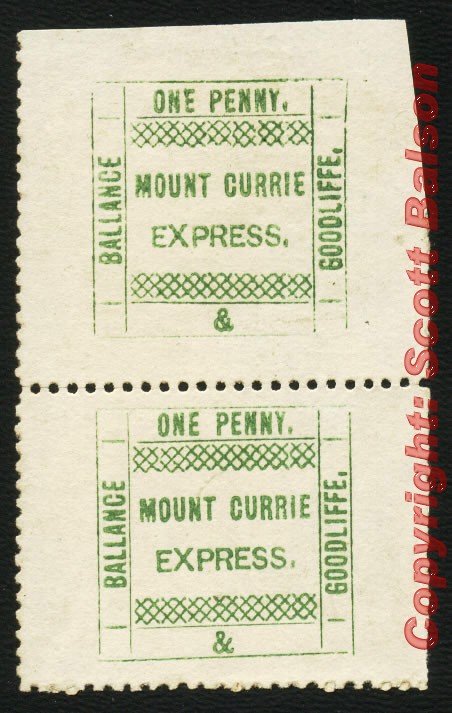 ONE PENNY.
BALLANCE
MOUNT CURRIE
EXPRESS.
GOODLIFFE.
&
ONE PENNY.
BALLANCE
MOUNT CURRIE
EXPRESS.
GOODLIFFE.
&
Copyright: Scott Balson